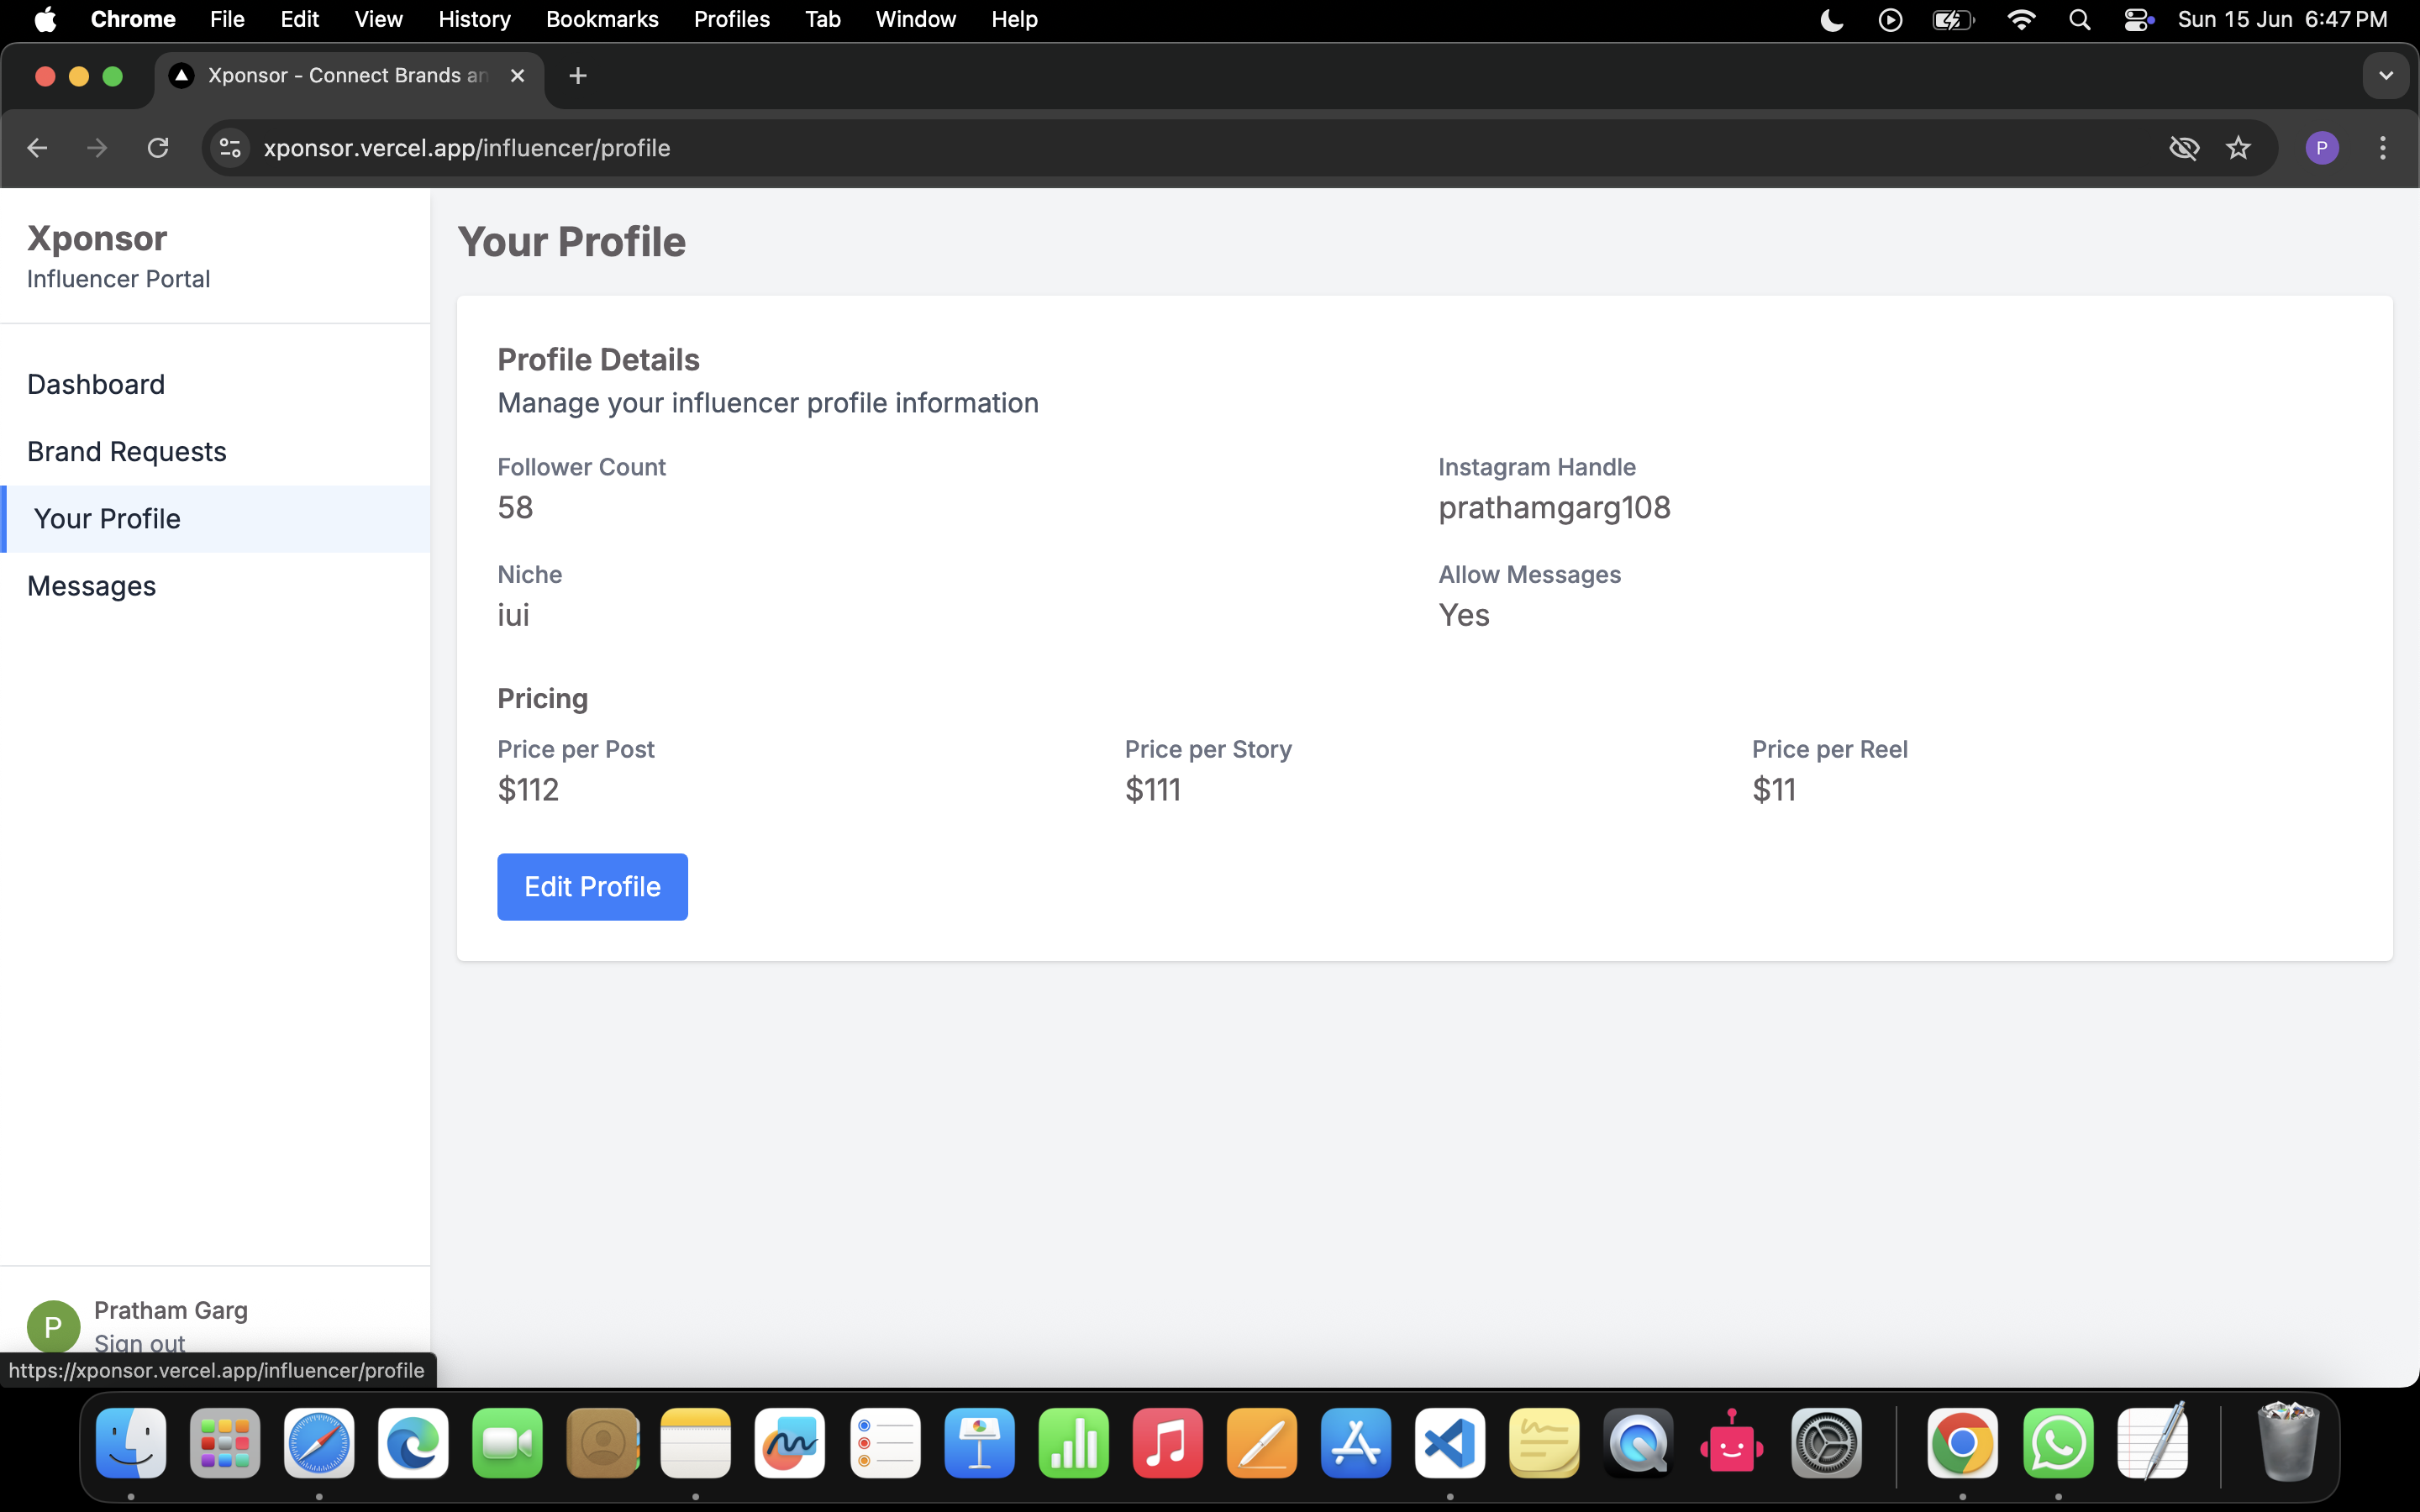 Chrome File Edit View History Bookmarks Profiles Tab Window Help Sun 15 Jun 6:47 PM
Xponsor - Connect Brands an
xponsor.vercel.app/influencer/profile P
Xponsor
Influencer Portal
Dashboard
Brand Requests
Your Profile
Messages
Your Profile
Profile Details
Manage your influencer profile information
Follower Count
58
Instagram Handle
prathamgarg108
Niche
iui
Allow Messages
Yes
Pricing
Price per Post
$112
Price per Story
$111
Price per Reel
$11
Edit Profile
P
Pratham Garg
Sign out
https://xponsor.vercel.app/influencer/profile